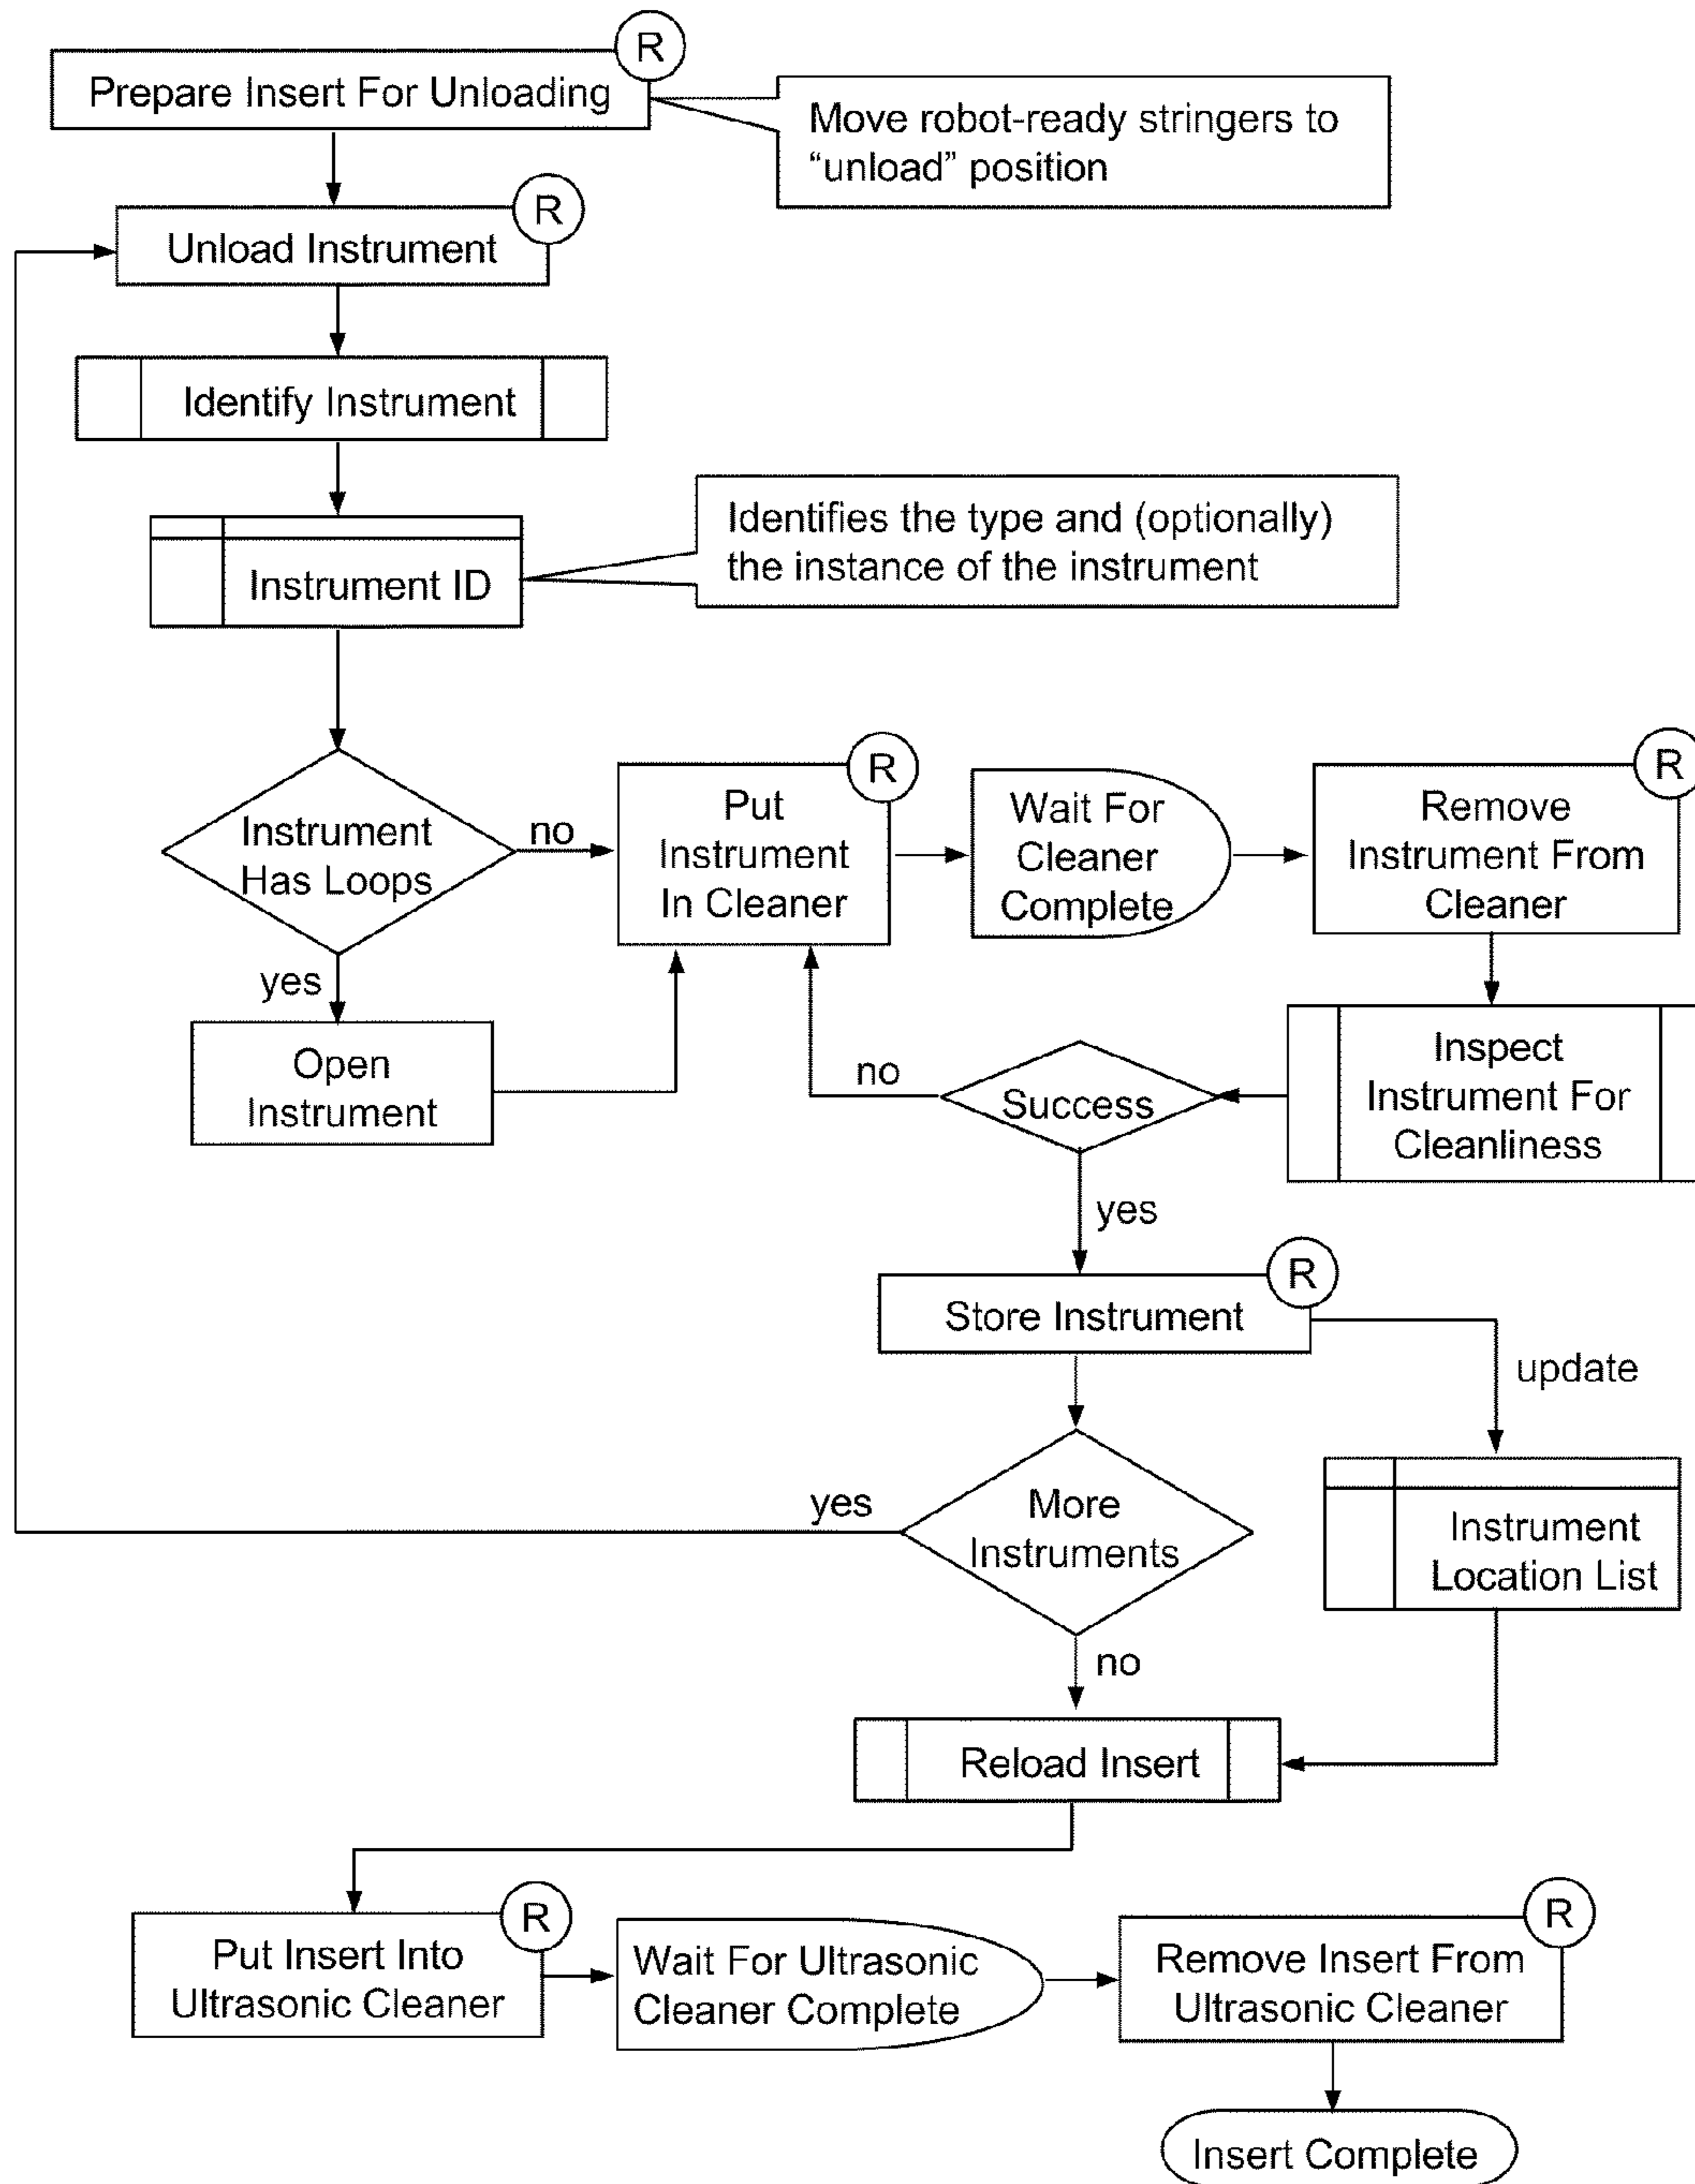 R
Prepare Insert For Unloading
Move robot-ready stringers to
“unload” position
R
Unload Instrument
Identify Instrument
Identifies the type and (optionally)
the instance of the instrument
Instrument ID
Instrument
Has Loops
no
yes
Open
Instrument
R
Put
Instrument
In Cleaner
Wait For
Cleaner
Complete
R
Remove
Instrument From
Cleaner
Inspect
Instrument For
Cleanliness
Success
no
yes
R
Store Instrument
update
More
Instruments
yes
no
Instrument
Location List
Reload Insert
R
Put Insert Into
Ultrasonic Cleaner
Wait For Ultrasonic
Cleaner Complete
R
Remove Insert From
Ultrasonic Cleaner
Insert Complete